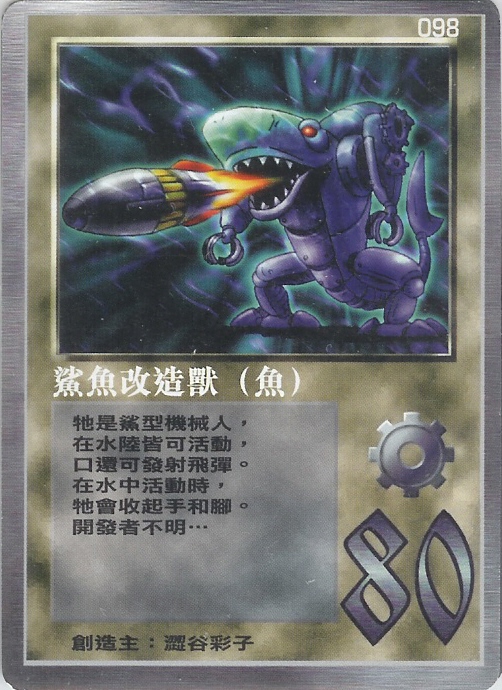 098
鯊魚改造獸（魚）
牠是鯊型機械人，
在水陸皆可活動，
口還可發射飛彈。
在水中活動時，
牠會收起手和腳。
開發者不明…
80
創造主：澀谷彩子